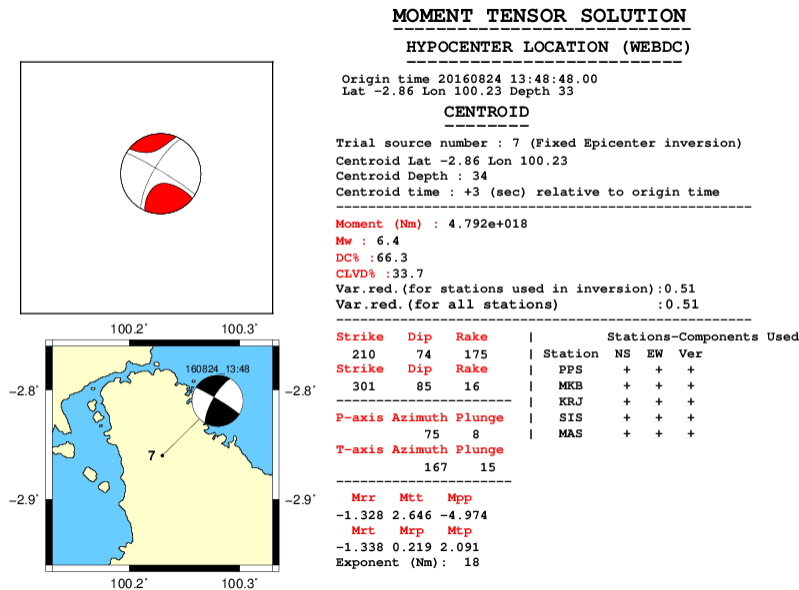 MOMENT TENSOR SOLUTION
HYPOCENTER LOCATION (WEBDC)
Origin time 20160824 13:48:48.00
Lat -2.86 Lon 100.23 Depth 33
CENTROID
Trial source number : 7 (Fixed Epicenter inversion)
Centroid Lat -2.86 Lon 100.23
Centroid Depth : 34
Centroid time : +3 (sec) relative to origin time
Moment (Nm) : 4.792e+018
Mw : 6.4
DC% :66.3
CLVD% :33.7
Var.red.(for stations used in inversion):0.51
Var.red.(for all stations) :0.51
Strike Dip Rake | Stations-Components Used
210 74 175 | Station NS EW Ver
Strike Dip Rake | PPS + + +
301 85 16 | MKB + + +
| KRJ + + +
P-axis Azimuth Plunge | SIS + + +
75 8 | MAS + + +
T-axis Azimuth Plunge
167 15
Mrr Mtt Mpp
-1.328 2.646 -4.974
Mrt Mrp Mtp
-1.338 0.219 2.091
Exponent (Nm): 18
100.2° 100.3°
160824_13:48
-2.8° -2.8°
7
-2.9° -2.9°
100.2° 100.3°